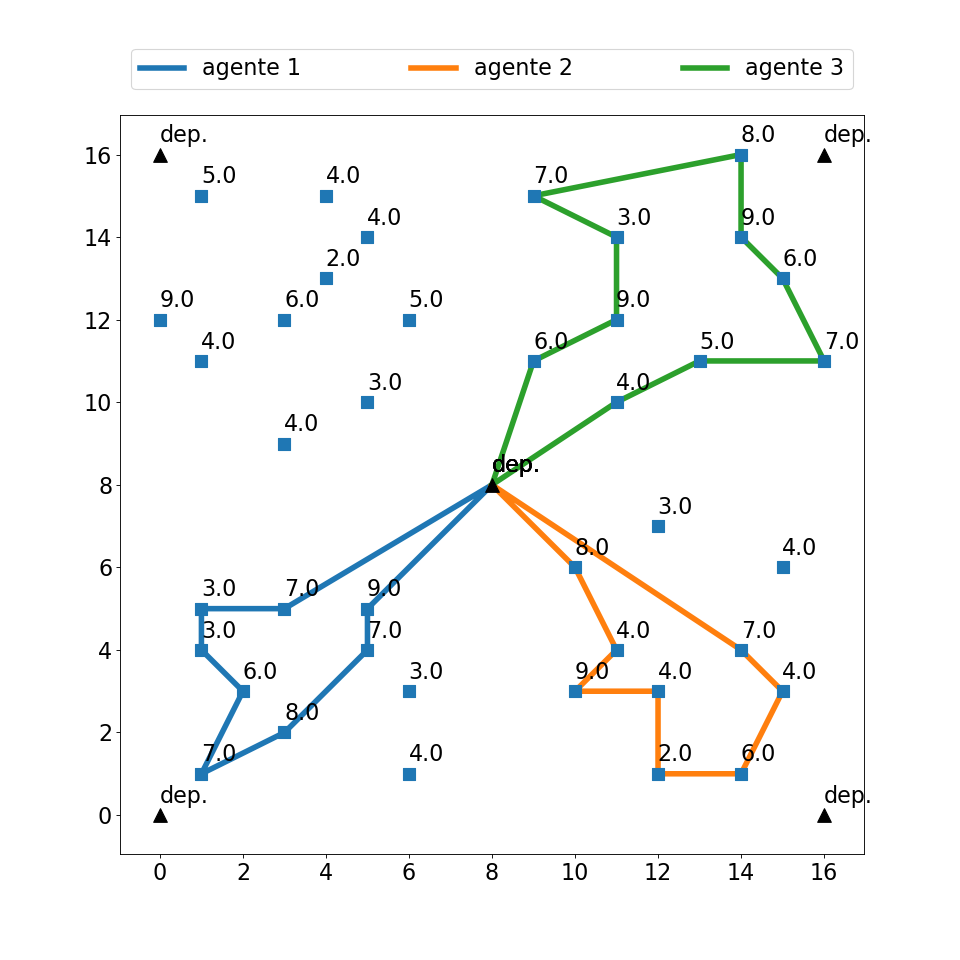 agente 1 agente 2 agente 3
dep. 8.0 dep.
5.0 4.0 7.0
4.0 3.0 9.0
2.0 6.0
9.0 6.0 5.0 9.0
4.0 6.0 5.0 7.0
3.0 4.0
4.0
dep.
3.0
8.0 4.0
3.0 7.0 9.0
3.0 7.0 4.0 7.0
6.0 3.0 9.0 4.0 4.0
8.0
7.0 4.0 2.0 6.0
dep. dep.
16
14
12
10
8
6
4
2
0
0 2 4 6 8 10 12 14 16